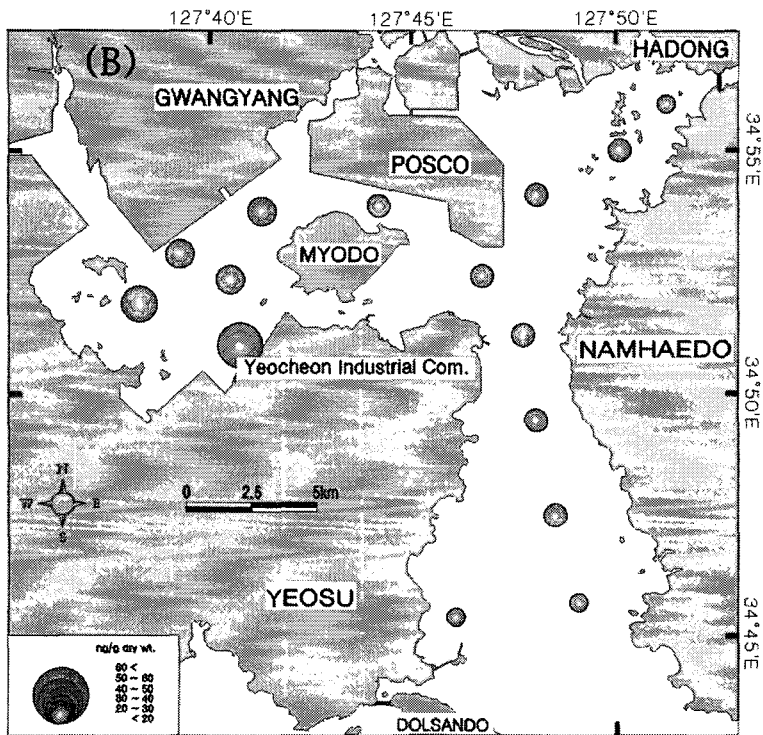 127°40'E 127°45'E 127°50'E
(B)
HADONG
GWANGYANG
34°55'E
POSCO
MYODO
NAMHAEDO
Yeocheon Industrial Com.
34°50'E
N
W E
S
0 2.5 5km
YEOSU
34°45'E
ng/g dry wt.
60 <
50 ~ 60
40 ~ 50
30 ~ 40
20 ~ 30
< 20
DOLSANDO